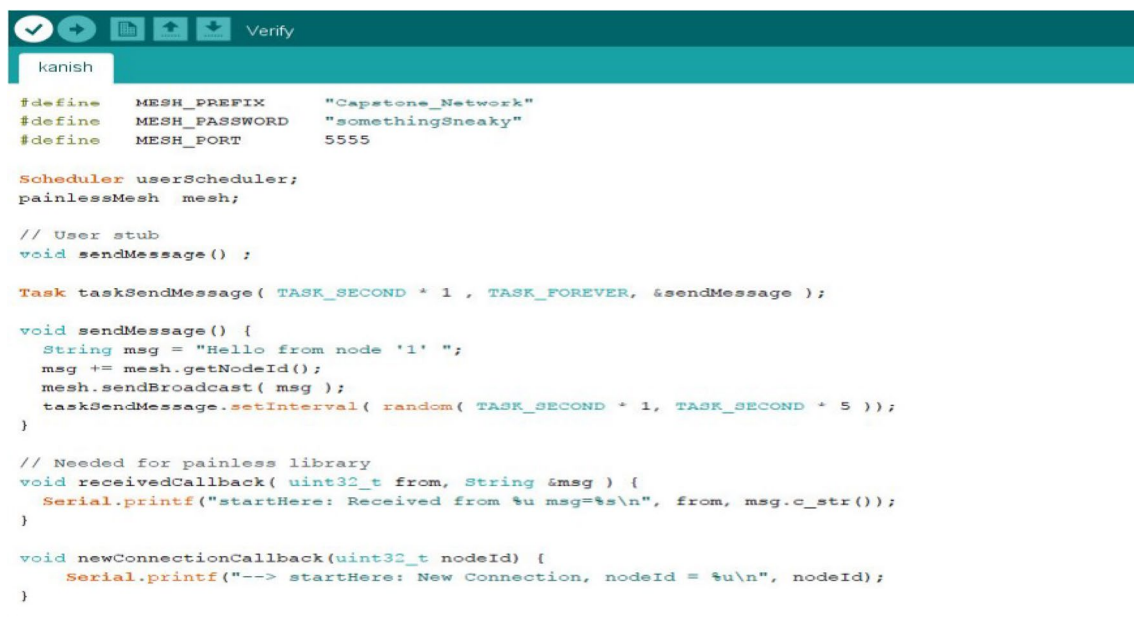 Verify
kanish
#define MESH_PREFIX "Capstone_Network"
#define MESH_PASSWORD "somethingSneaky"
#define MESH_PORT 5555
Scheduler userScheduler;
painlessMesh mesh;
// User stub
void sendMessage() ;
Task taskSendMessage( TASK_SECOND * 1 , TASK_FOREVER, &sendMessage );
void sendMessage() {
String msg = "Hello from node '1' ";
msg += mesh.getNodeId();
mesh.sendBroadcast( msg );
taskSendMessage.setInterval( random( TASK_SECOND * 1, TASK_SECOND * 5 ));
}
// Needed for painless library
void receivedCallback( uint32_t from, String &msg ) {
Serial.printf("startHere: Received from %u msg=%s\n", from, msg.c_str());
}
void newConnectionCallback(uint32_t nodeId) {
Serial.printf("--> startHere: New Connection, nodeId = %u\n", nodeId);
}